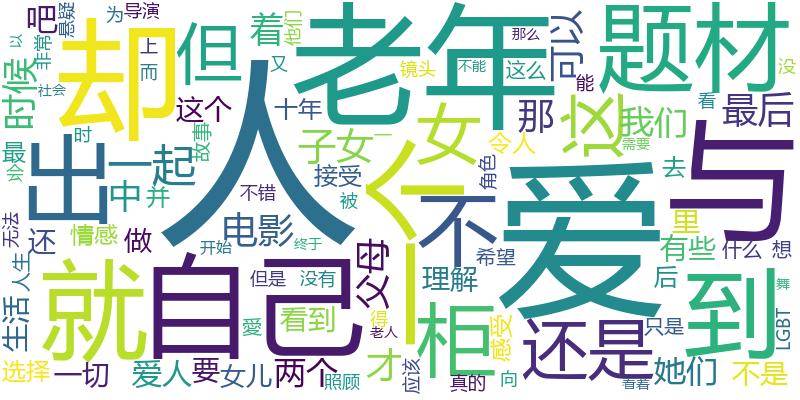 吧
悬疑
为
导演
着
他们
可以
老年
那么
题材
却
但
时候
非常
上
以
而
又
镜头
不能
这么
没
社会
这个
十年
能
看
那
这
我们
最后
人
出
一起
最
时
故事
子女
一
个
女
令人
需要
与
去
中
并
不错
接受
被
不
角色
爱
里
无法
还
情感
做
电影
开始
终于
父母
希望
有些
什么
想
人生
生活
就
自己
但是
没有
理解
后
到
舞
愛
看到
得
老人
柜
感受
还是
只是
LGBT
选择
一切
爱人
要
女儿
两个
照顾
才
应该
真的
向
看着
她们
不是